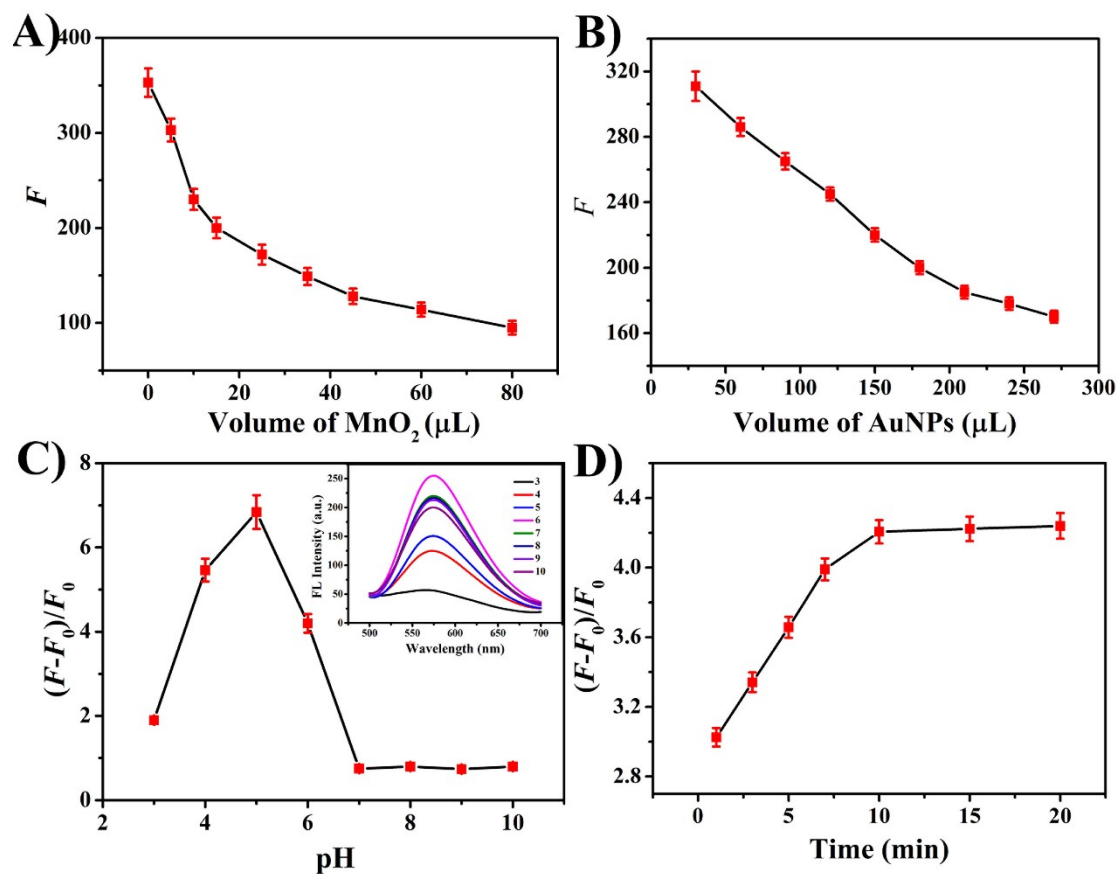 A)
400
300
200
100
F
0 20 40 60 80
Volume of MnO₂ (μL)
B)
320
280
240
200
160
F
0 50 100 150 200 250 300
Volume of AuNPs (μL)
C)
8
6
4
2
0
(F-F₀)/F₀
2 4 6 8 10
pH
250
200
150
100
50
0
FL Intensity (a.u.)
500 550 600 650 700
Wavelength (nm)
3
4
5
6
7
8
9
10
D)
4.4
4.0
3.6
3.2
2.8
(F-F₀)/F₀
0 5 10 15 20
Time (min)